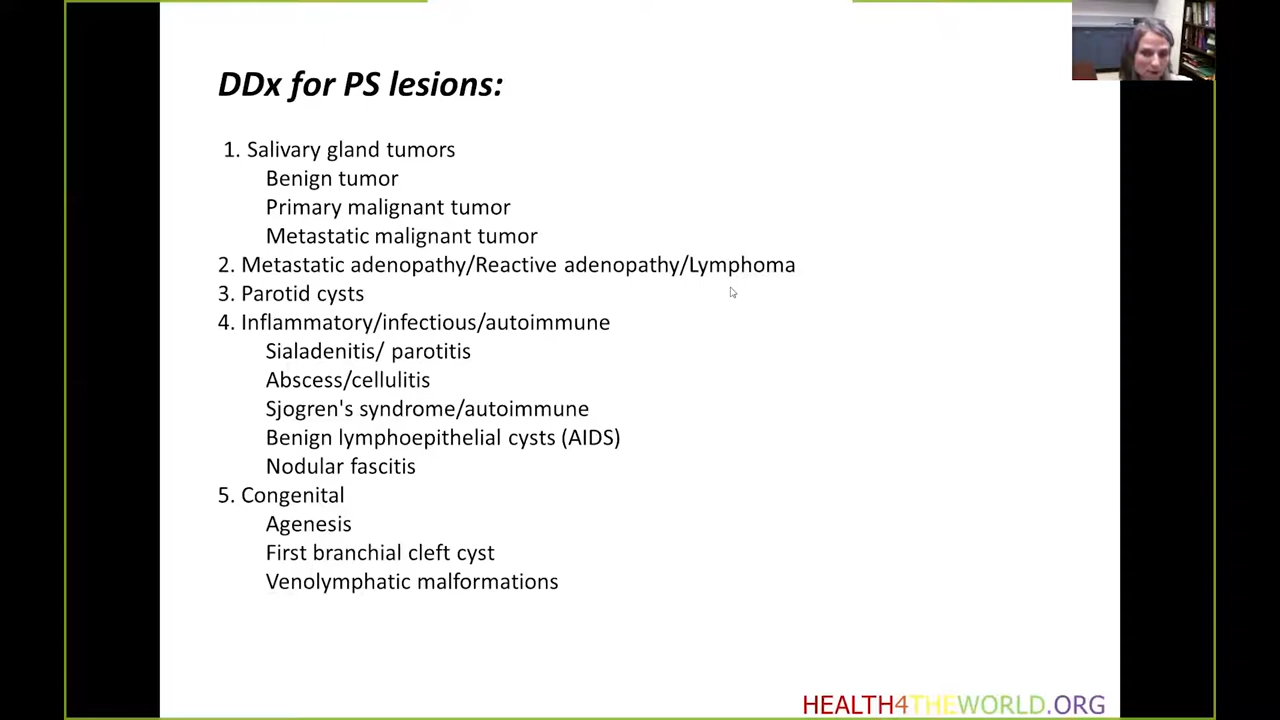 DDx for PS lesions:
1. Salivary gland tumors
Benign tumor
Primary malignant tumor
Metastatic malignant tumor
2. Metastatic adenopathy/Reactive adenopathy/Lymphoma
3. Parotid cysts
4. Inflammatory/infectious/autoimmune
Sialadenitis/ parotitis
Abscess/cellulitis
Sjogren's syndrome/autoimmune
Benign lymphoepithelial cysts (AIDS)
Nodular fascitis
5. Congenital
Agenesis
First branchial cleft cyst
Venolymphatic malformations
HEALTH4THEWORLD.ORG